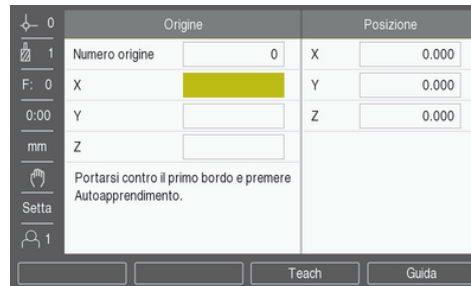 0
Origine
Posizione
1
Numero origine
0
X
0.000
F: 0
X
Y
0.000
0:00
Y
Z
0.000
mm
Z
Portarsi contro il primo bordo e premere
Autoapprendimento.
Setta
1
Teach
Guida